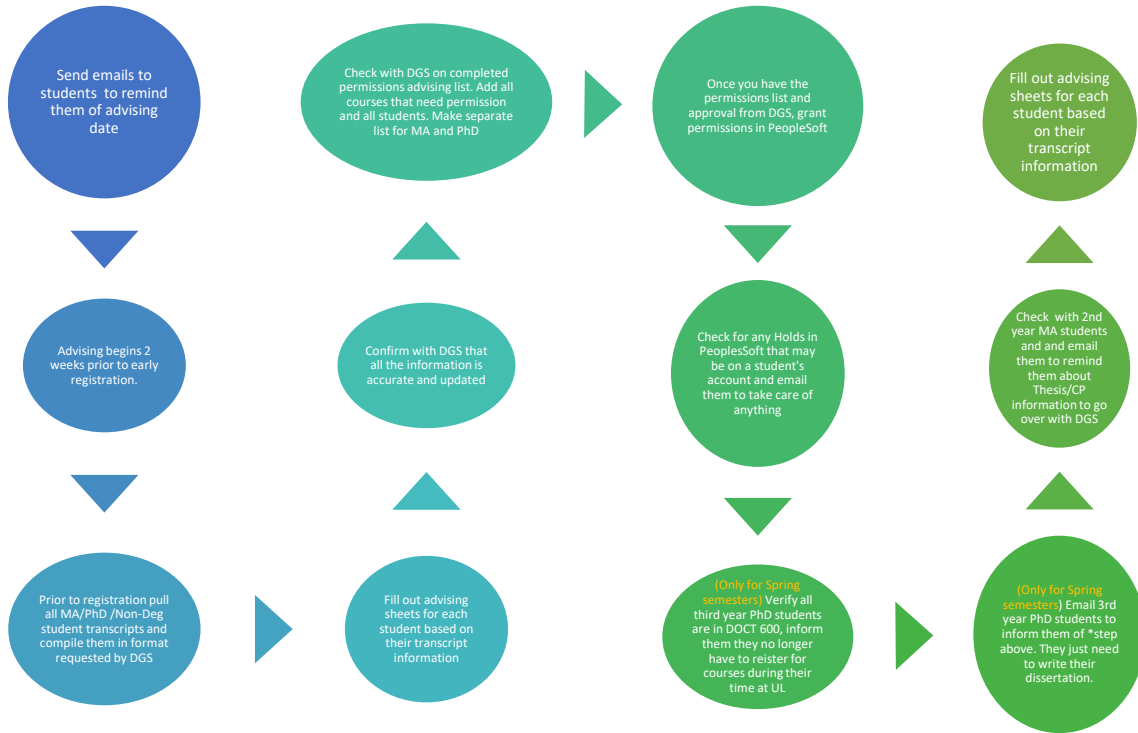 Send emails to
students  to remind
them of advising
date
Advising begins 2
weeks prior to early
registration.
Prior to registration pull
all MA/PhD /Non-Deg
student transcripts and
compile them in format
requested by DGS
Fill out advising
sheets for each
student based on
their transcript
information
Confirm with DGS that
all the information is
accurate and updated
Check with DGS on completed
permissions advising list. Add all
courses that need permission
and all students. Make separate
list for MA and PhD
Once you have the
permissions list and
approval from DGS, grant
permissions in PeopleSoft
Check for any Holds in
PeoplesSoft that may
be on a student's
account and email
them to take care of
anything
(Only for Spring
semesters) Verify all
third year PhD students
are in DOCT 600, inform
them they no longer
have to reister for
courses during their
time at UL
(Only for Spring
semesters) Email 3rd
year PhD students to
inform them of *step
above. They just need
to write their
dissertation.
Check  with 2nd
year MA students
and and email
them to remind
them about
Thesis/CP
information to go
over with DGS
Fill out advising
sheets for each
student based
on their
transcript
information